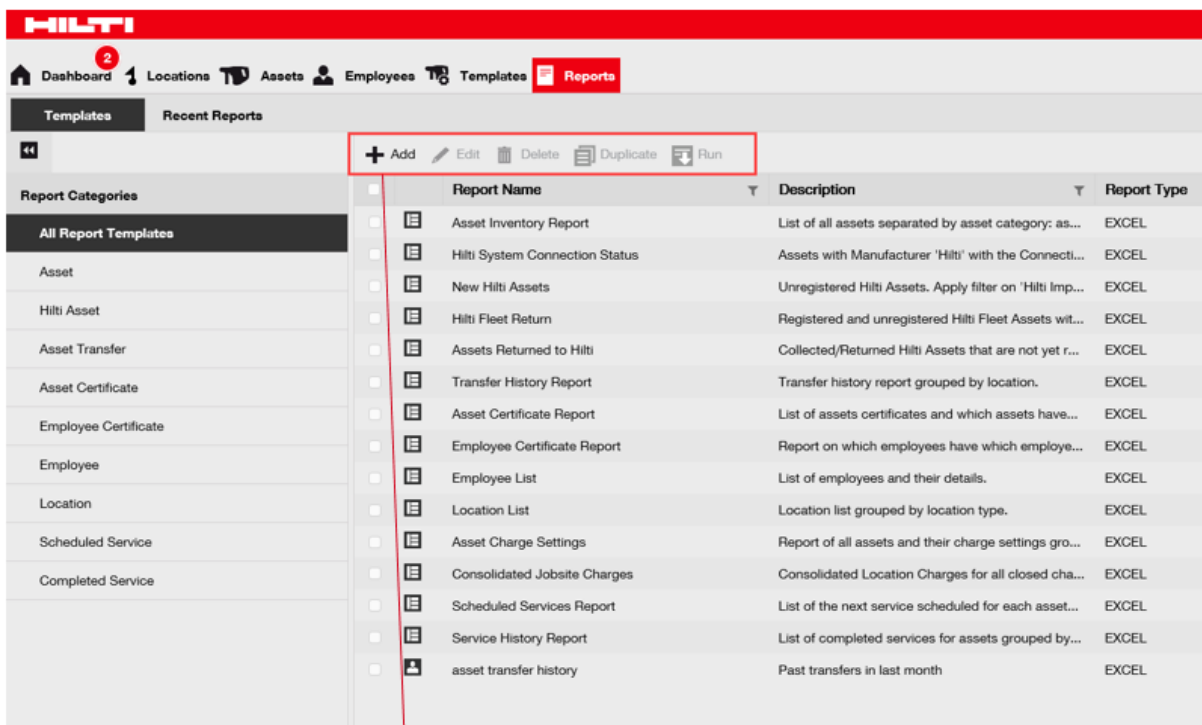 HILTI
2
Dashboard Locations Assets Employees Templates Reports
Templates Recent Reports
Add Edit Delete Duplicate Run
Report Categories
All Report Templates
Asset
Hilti Asset
Asset Transfer
Asset Certificate
Employee Certificate
Employee
Location
Scheduled Service
Completed Service
Report Name Description Report Type
Asset Inventory Report List of all assets separated by asset category: as... EXCEL
Hilti System Connection Status Assets with Manufacturer 'Hilti' with the Connecti... EXCEL
New Hilti Assets Unregistered Hilti Assets. Apply filter on 'Hilti Imp... EXCEL
Hilti Fleet Return Registered and unregistered Hilti Fleet Assets wit... EXCEL
Assets Returned to Hilti Collected/Returned Hilti Assets that are not yet r... EXCEL
Transfer History Report Transfer history report grouped by location. EXCEL
Asset Certificate Report List of assets certificates and which assets have... EXCEL
Employee Certificate Report Report on which employees have which employe... EXCEL
Employee List List of employees and their details. EXCEL
Location List Location list grouped by location type. EXCEL
Asset Charge Settings Report of all assets and their charge settings gro... EXCEL
Consolidated Jobsite Charges Consolidated Location Charges for all closed cha... EXCEL
Scheduled Services Report List of the next service scheduled for each asset... EXCEL
Service History Report List of completed services for assets grouped by... EXCEL
asset transfer history Past transfers in last month EXCEL